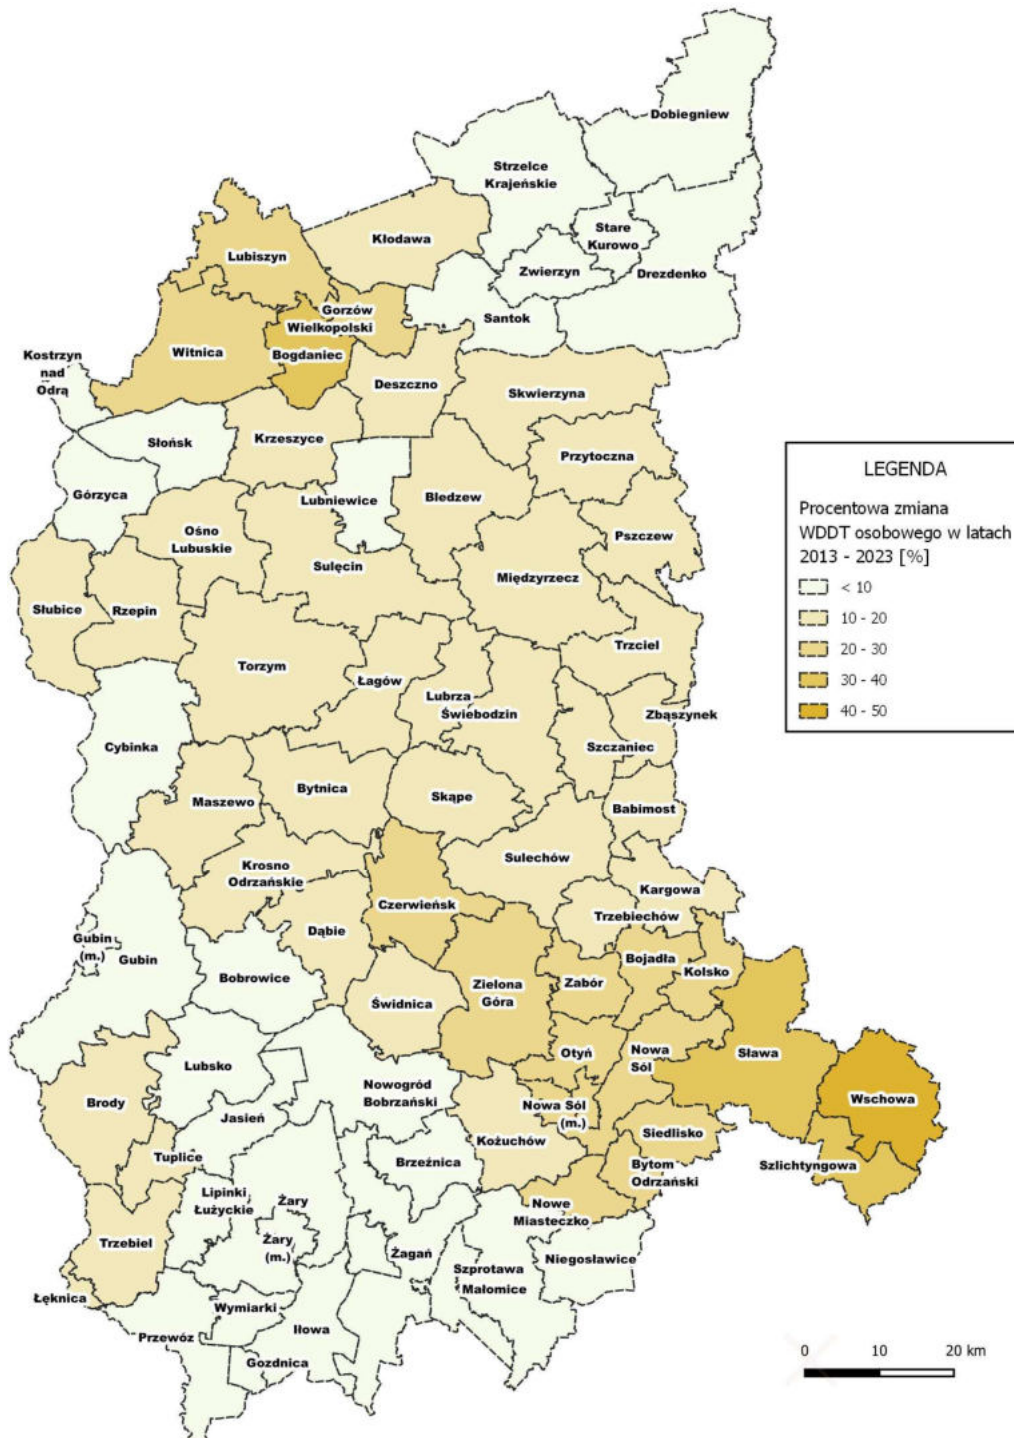 Dobiegniew
Strzelce
Krajeńskie
Stare
Kurowo
Kłodawa
Lubiszyn
Zwierzyn
Drezdenko
Gorzów
Wielkopolski
Santok
Witnica
Bogdaniec
Kostrzyn
nad
Odrą
Deszczno
Skwierzyna
Słońsk
Krzeszyce
Przytoczna
Górzyca
Lubniewice
Bledzew
Ośno
Lubuskie
Pszczew
Sulęcin
Międzyrzecz
Słubice
Rzepin
Trzciel
Torzym
Łagów
Lubrza
Świebodzin
Zbąszynek
Cybinka
Szczaniec
Bytnica
Skąpe
Maszewo
Babimost
Sulechów
Krosno
Odrzańskie
Kargowa
Czerwieńsk
Trzebiechów
Dąbie
Gubin
(m.)
Gubin
Bobrowice
Bojadła
Kolsko
Zielona
Góra
Zabór
Świdnica
Otyń
Nowa
Sól
Sława
Lubsko
Nowogród
Bobrzański
Wschowa
Brody
Jasień
Nowa Sól
(m.)
Kożuchów
Siedlisko
Tuplice
Brzeźnica
Bytom
Odrzański
Szlichtyngowa
Lipinki
Łużyckie
Żary
Nowe
Miasteczko
Trzebiel
Żary
(m.)
Żagań
Niegosławice
Szprotawa
Małomice
Łęknica
Wymiarki
Przewóz
Iłowa
Gozdnica
LEGENDA
Procentowa zmiana
WDDT osobowego w latach
2013 - 2023 [%]
< 10
10 - 20
20 - 30
30 - 40
40 - 50
0 10 20 km